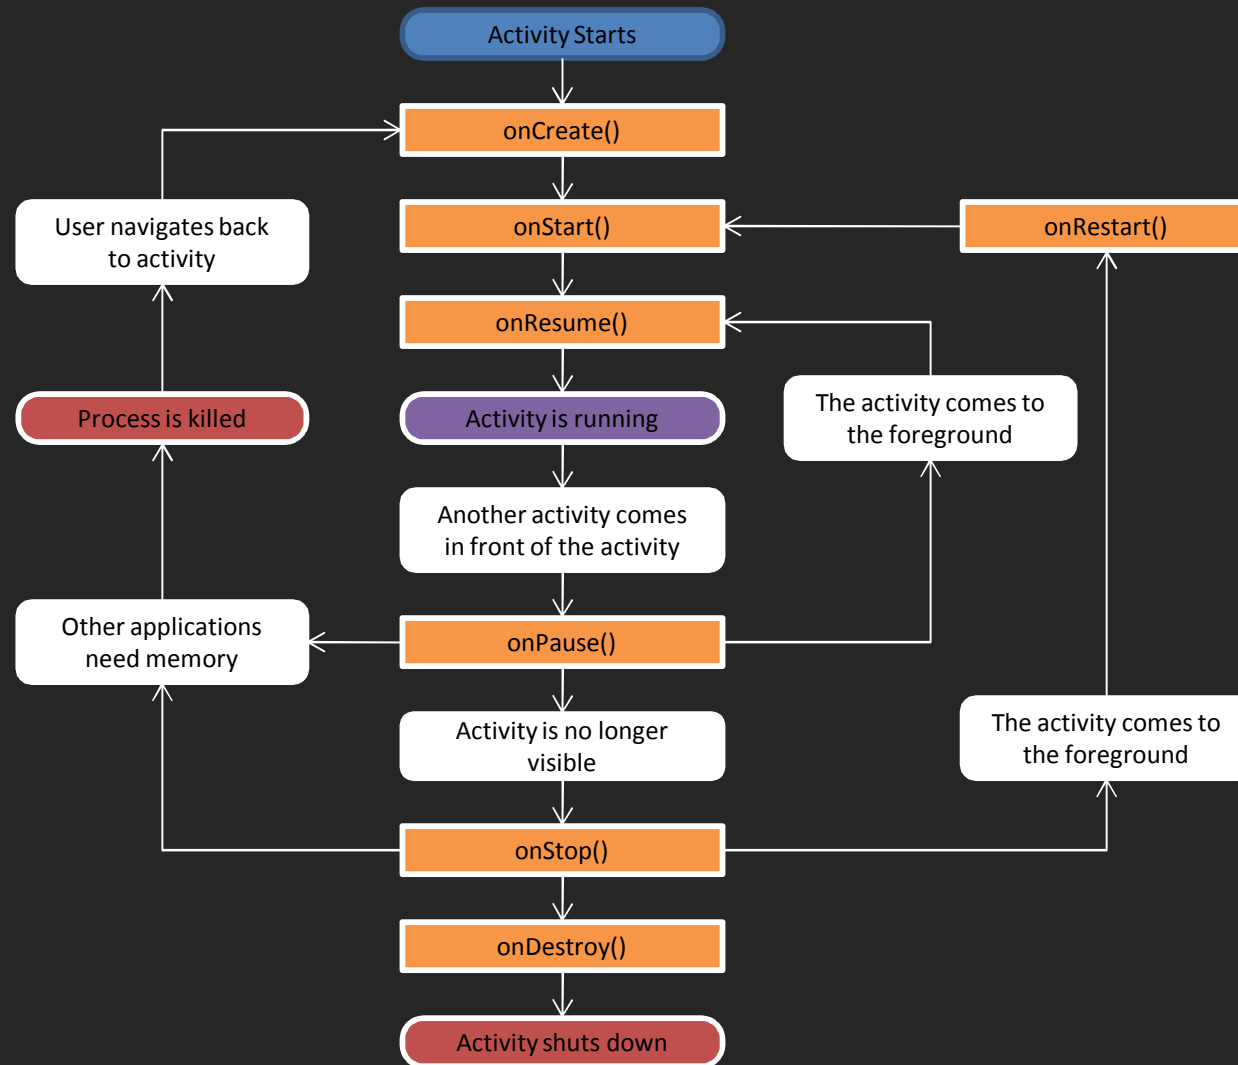 Activity Starts
onCreate()
User navigates back
to activity
onStart()
onRestart()
onResume()
Process is killed
Activity is running
The activity comes to
the foreground
Another activity comes
in front of the activity
Other applications
need memory
onPause()
Activity is no longer
visible
The activity comes to
the foreground
onStop()
onDestroy()
Activity shuts down